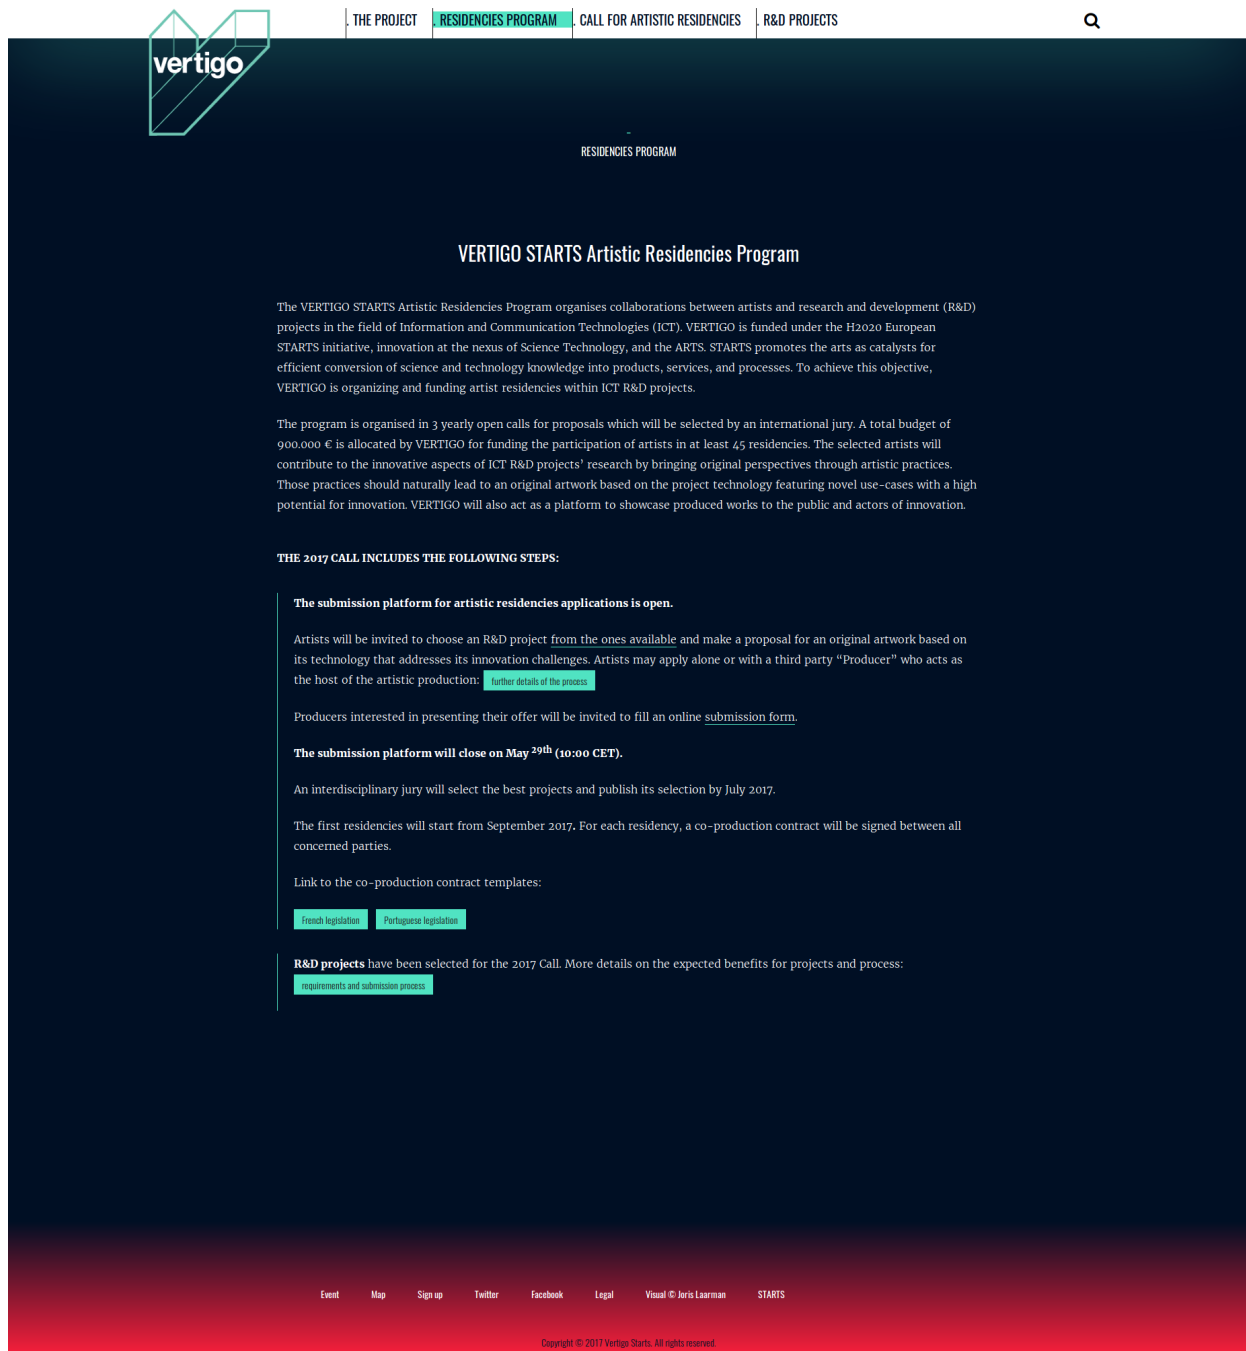 . THE PROJECT
. RESIDENCIES PROGRAM
. CALL FOR ARTISTIC RESIDENCIES
. R&D PROJECTS
vertigo
–
RESIDENCIES PROGRAM
VERTIGO STARTS Artistic Residencies Program
The VERTIGO STARTS Artistic Residencies Program organises collaborations between artists and research and development (R&D)
projects in the field of Information and Communication Technologies (ICT). VERTIGO is funded under the H2020 European
STARTS initiative, innovation at the nexus of Science Technology, and the ARTS. STARTS promotes the arts as catalysts for
efficient conversion of science and technology knowledge into products, services, and processes. To achieve this objective,
VERTIGO is organizing and funding artist residencies within ICT R&D projects.
The program is organised in 3 yearly open calls for proposals which will be selected by an international jury. A total budget of
900.000 € is allocated by VERTIGO for funding the participation of artists in at least 45 residencies. The selected artists will
contribute to the innovative aspects of ICT R&D projects’ research by bringing original perspectives through artistic practices.
Those practices should naturally lead to an original artwork based on the project technology featuring novel use-cases with a high
potential for innovation. VERTIGO will also act as a platform to showcase produced works to the public and actors of innovation.
THE 2017 CALL INCLUDES THE FOLLOWING STEPS:
The submission platform for artistic residencies applications is open.
Artists will be invited to choose an R&D project from the ones available and make a proposal for an original artwork based on
its technology that addresses its innovation challenges. Artists may apply alone or with a third party “Producer” who acts as
the host of the artistic production: further details of the process
Producers interested in presenting their offer will be invited to fill an online submission form.
The submission platform will close on May 29th (10:00 CET).
An interdisciplinary jury will select the best projects and publish its selection by July 2017.
The first residencies will start from September 2017. For each residency, a co-production contract will be signed between all
concerned parties.
Link to the co-production contract templates:
French legislation Portuguese legislation
R&D projects have been selected for the 2017 Call. More details on the expected benefits for projects and process:
requirements and submission process
Event Map Sign up Twitter Facebook Legal Visual © Joris Laarman STARTS
Copyright © 2017 Vertigo Starts. All rights reserved.